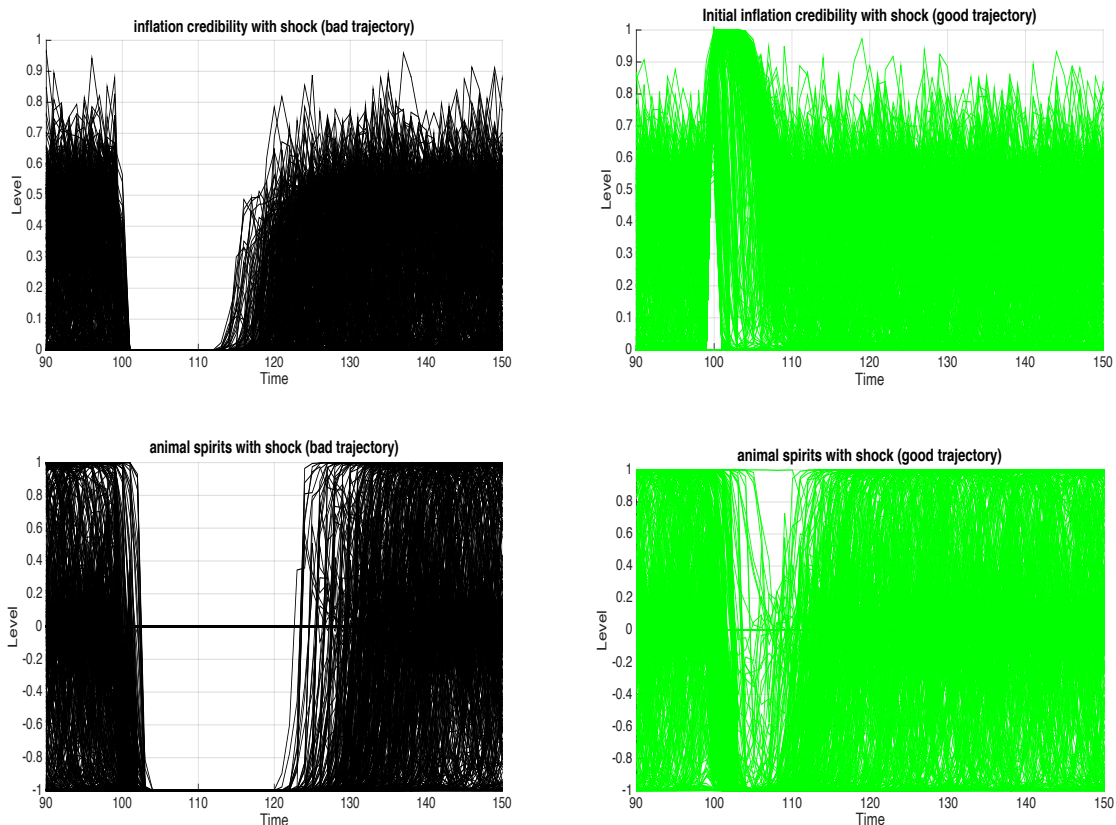 inflation credibility with shock (bad trajectory)
1
0.9
0.8
0.7
0.6
0.5
0.4
0.3
0.2
0.1
0
Level
90 100 110 120 130 140 150
Time
Initial inflation credibility with shock (good trajectory)
1
0.9
0.8
0.7
0.6
0.5
0.4
0.3
0.2
0.1
0
Level
90 100 110 120 130 140 150
Time
animal spirits with shock (bad trajectory)
1
0.8
0.6
0.4
0.2
0
-0.2
-0.4
-0.6
-0.8
-1
Level
90 100 110 120 130 140 150
Time
animal spirits with shock (good trajectory)
1
0.8
0.6
0.4
0.2
0
-0.2
-0.4
-0.6
-0.8
-1
Level
90 100 110 120 130 140 150
Time